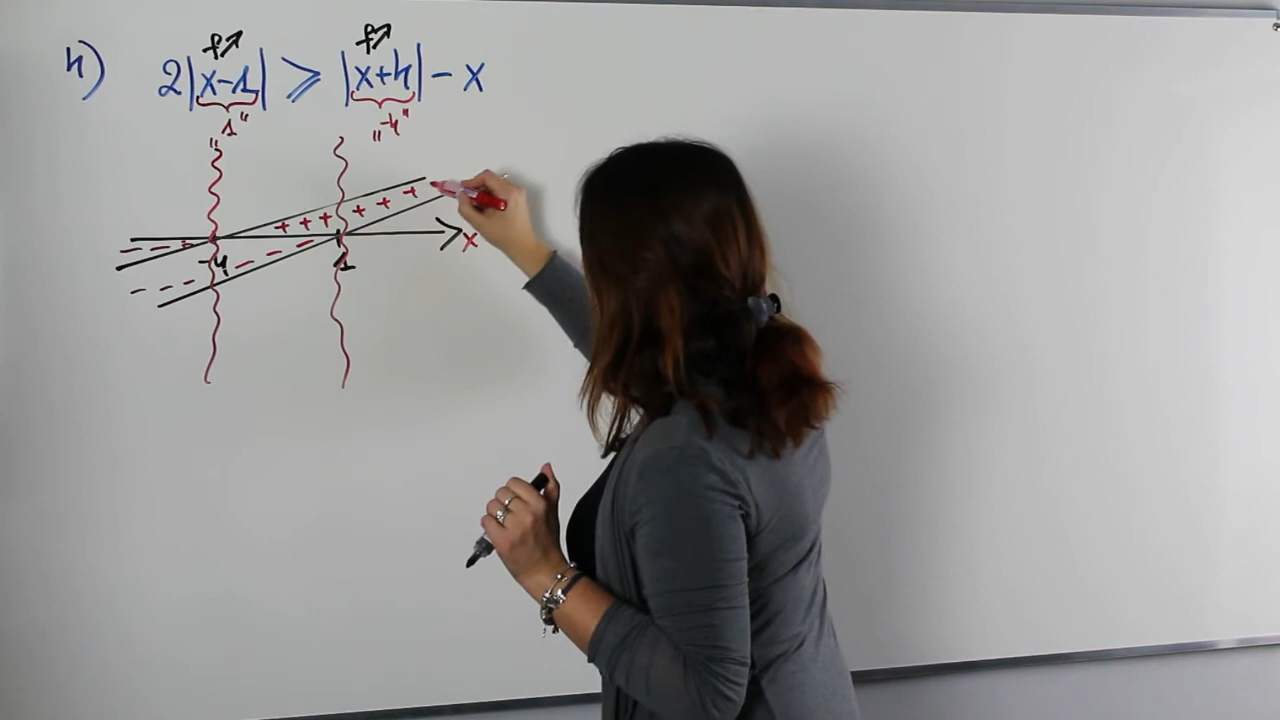 4) 2|x-1| ⩾ |x+4| - x
f↗ f↗
"1" "-4"
+ + + + + +
- - - - - -
-4 1 x
- - -